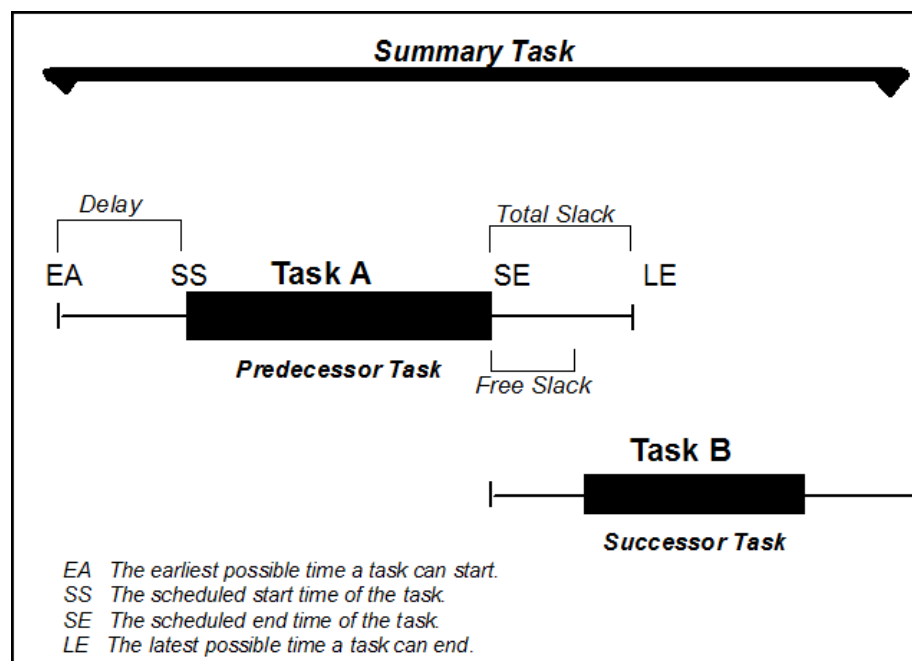 Summary Task
Delay
Total Slack
EA SS Task A SE LE
Predecessor Task
Free Slack
Task B
Successor Task
EA The earliest possible time a task can start.
SS The scheduled start time of the task.
SE The scheduled end time of the task.
LE The latest possible time a task can end.